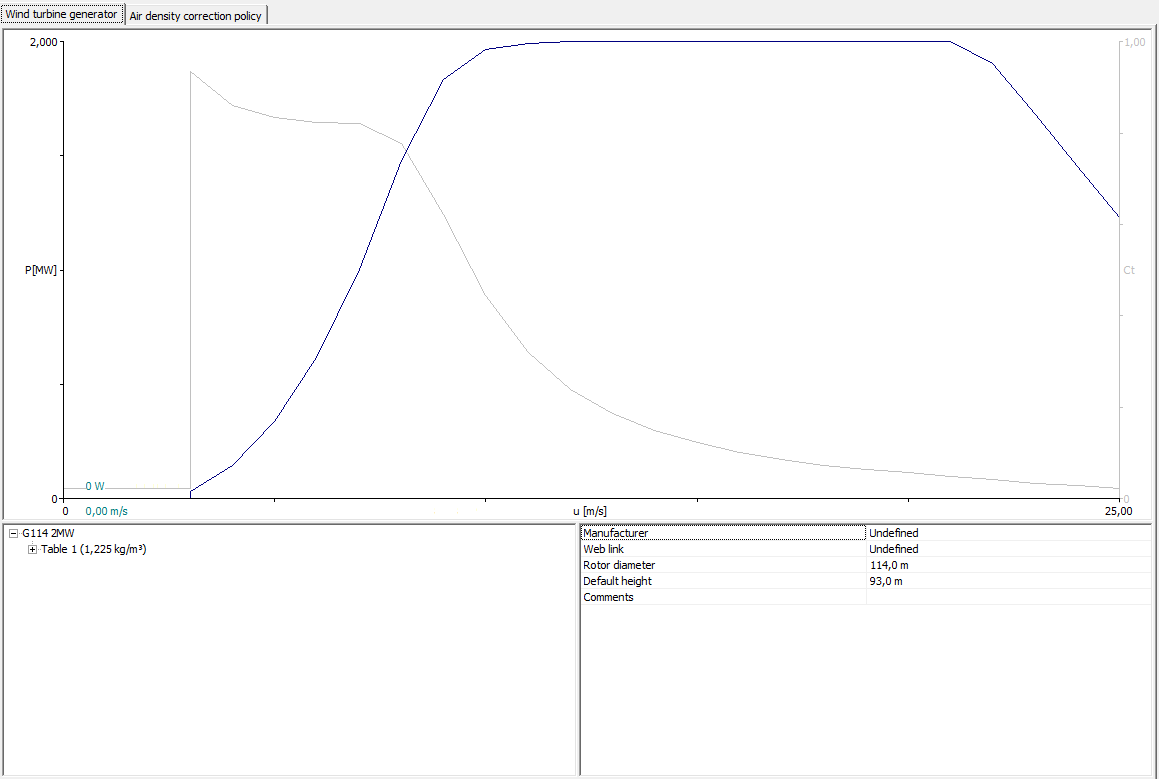 Wind turbine generator
Air density correction policy
2,000
1,00
P[MW]
Ct
0 W
0
0
0
0,00 m/s
u [m/s]
25,00
G114 2MW
Table 1 (1,225 kg/m³)
Manufacturer Undefined
Web link Undefined
Rotor diameter 114,0 m
Default height 93,0 m
Comments